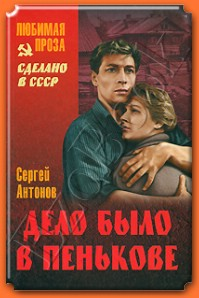 ЛЮБИМАЯ
ПРОЗА
СДЕЛАНО
В СССР
Сергей
Антонов
ДЕЛО БЫЛО
В ПЕНЬКОВЕ